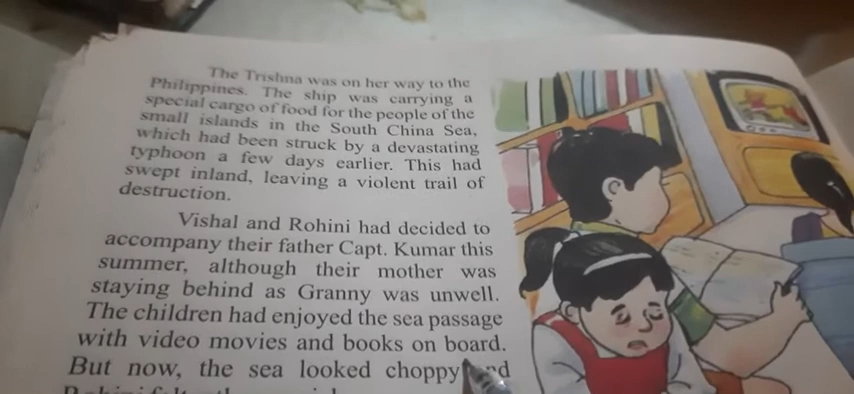 The Trishna was on her way to the
Philippines. The ship was carrying a
special cargo of food for the people of the
small islands in the South China Sea,
which had been struck by a devastating
typhoon a few days earlier. This had
swept inland, leaving a violent trail of
destruction.
Vishal and Rohini had decided to
accompany their father Capt. Kumar this
summer, although their mother was
staying behind as Granny was unwell.
The children had enjoyed the sea passage
with video movies and books on board.
But now, the sea looked choppy